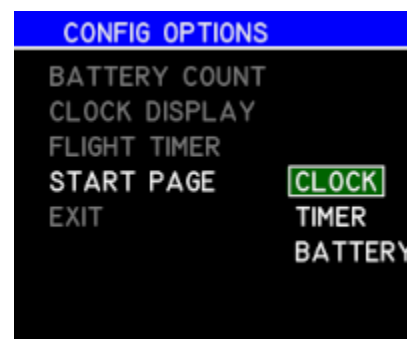 CONFIG OPTIONS
BATTERY COUNT
CLOCK DISPLAY
FLIGHT TIMER
START PAGE CLOCK
EXIT TIMER
BATTERY